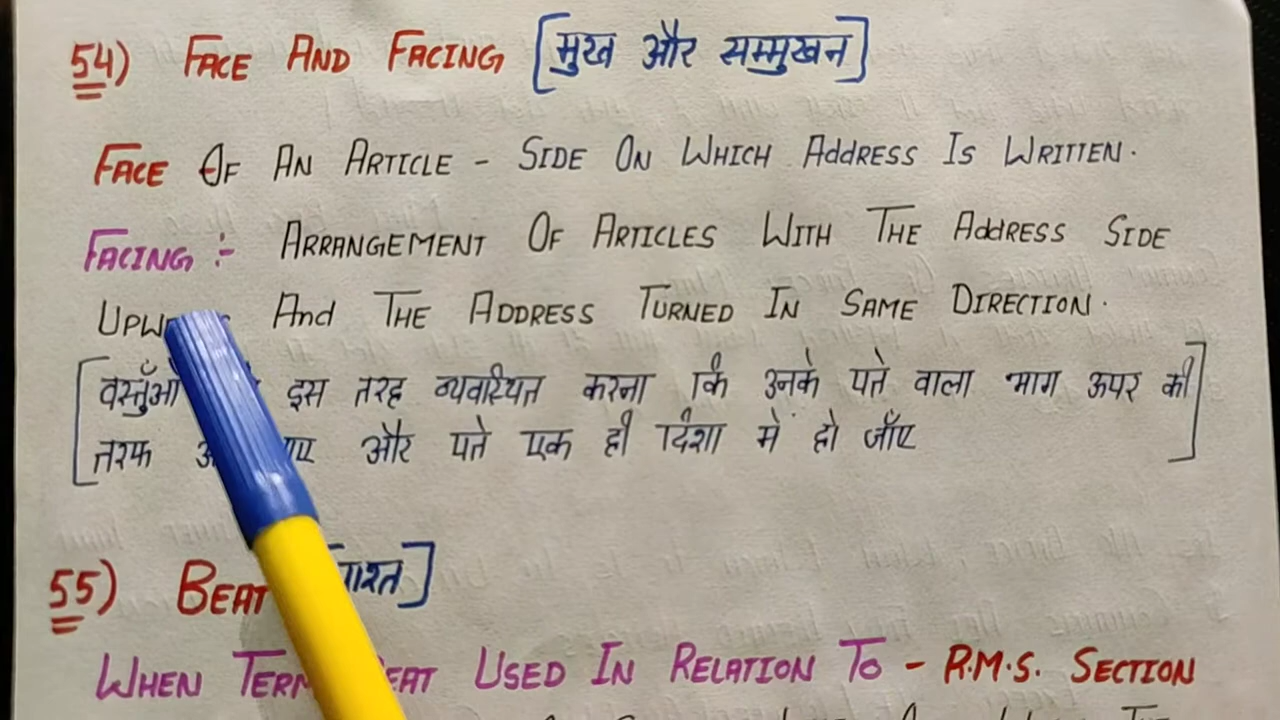 54) FACE AND FACING [मुख और सम्मुखन]
FACE OF AN ARTICLE - SIDE ON WHICH ADDRESS IS WRITTEN.
FACING :- ARRANGEMENT OF ARTICLES WITH THE ADDRESS SIDE
AND THE ADDRESS TURNED IN SAME DIRECTION.
[इस तरह व्यवस्थित करना कि उनके पते वाला भाग ऊपर की
तरफ और पते एक ही दिशा में हो जाँए]
55) BEAT [गश्त]
WHEN TERM BEAT USED IN RELATION TO - R.M.S. SECTION